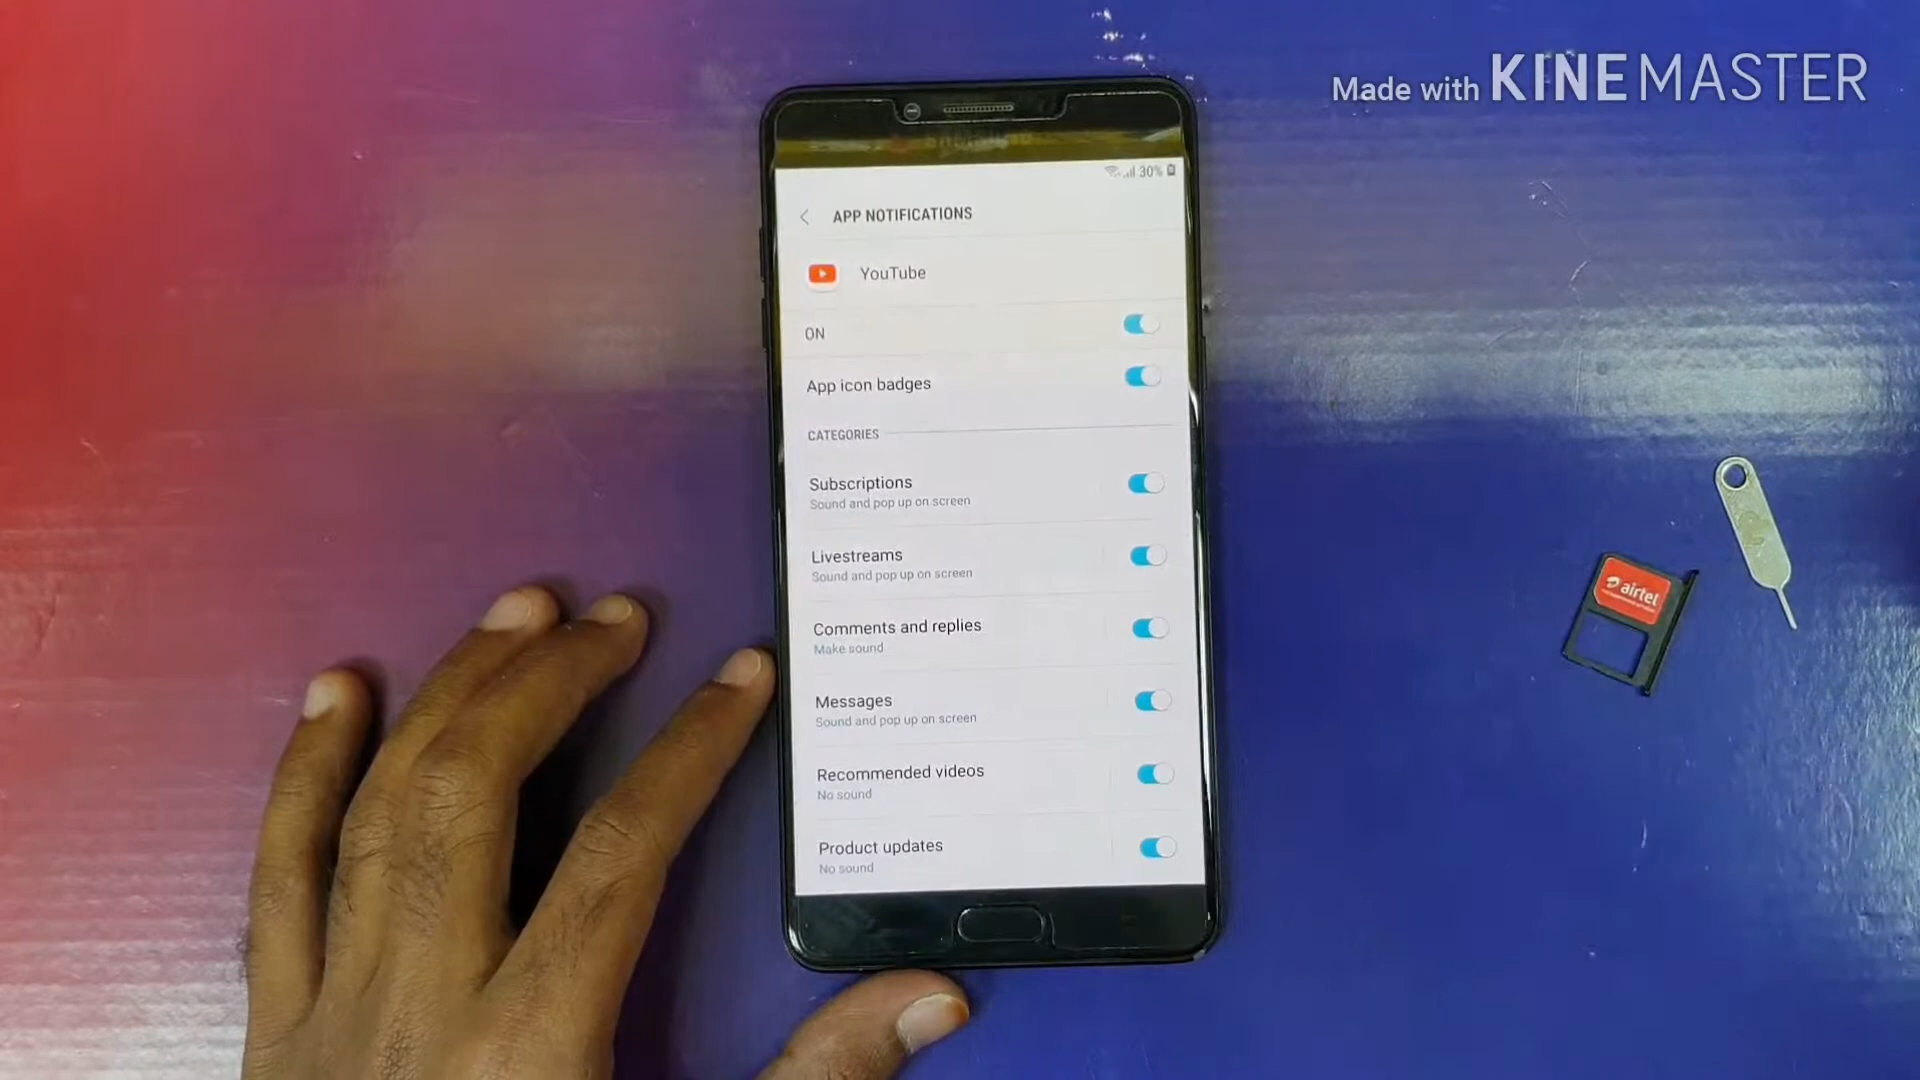 Made with KINEMASTER
30%
APP NOTIFICATIONS
YouTube
ON
App icon badges
CATEGORIES
Subscriptions
Sound and pop up on screen
Livestreams
Sound and pop up on screen
Comments and replies
Make sound
Messages
Sound and pop up on screen
Recommended videos
No sound
Product updates
No sound
airtel